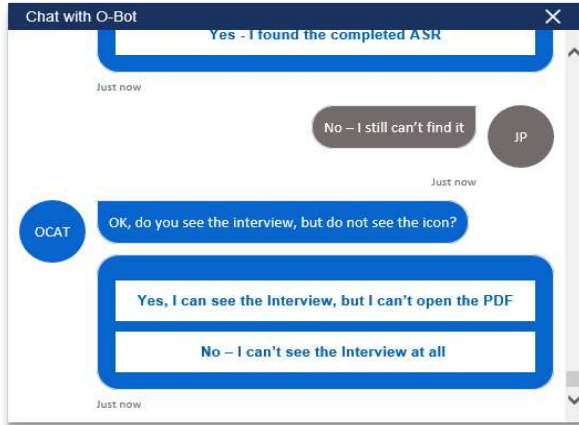 Chat with O-Bot
Yes - I found the completed ASR
Just now
No – I still can't find it
JP
Just now
OCAT
OK, do you see the interview, but do not see the icon?
Yes, I can see the Interview, but I can't open the PDF
No – I can't see the Interview at all
Just now